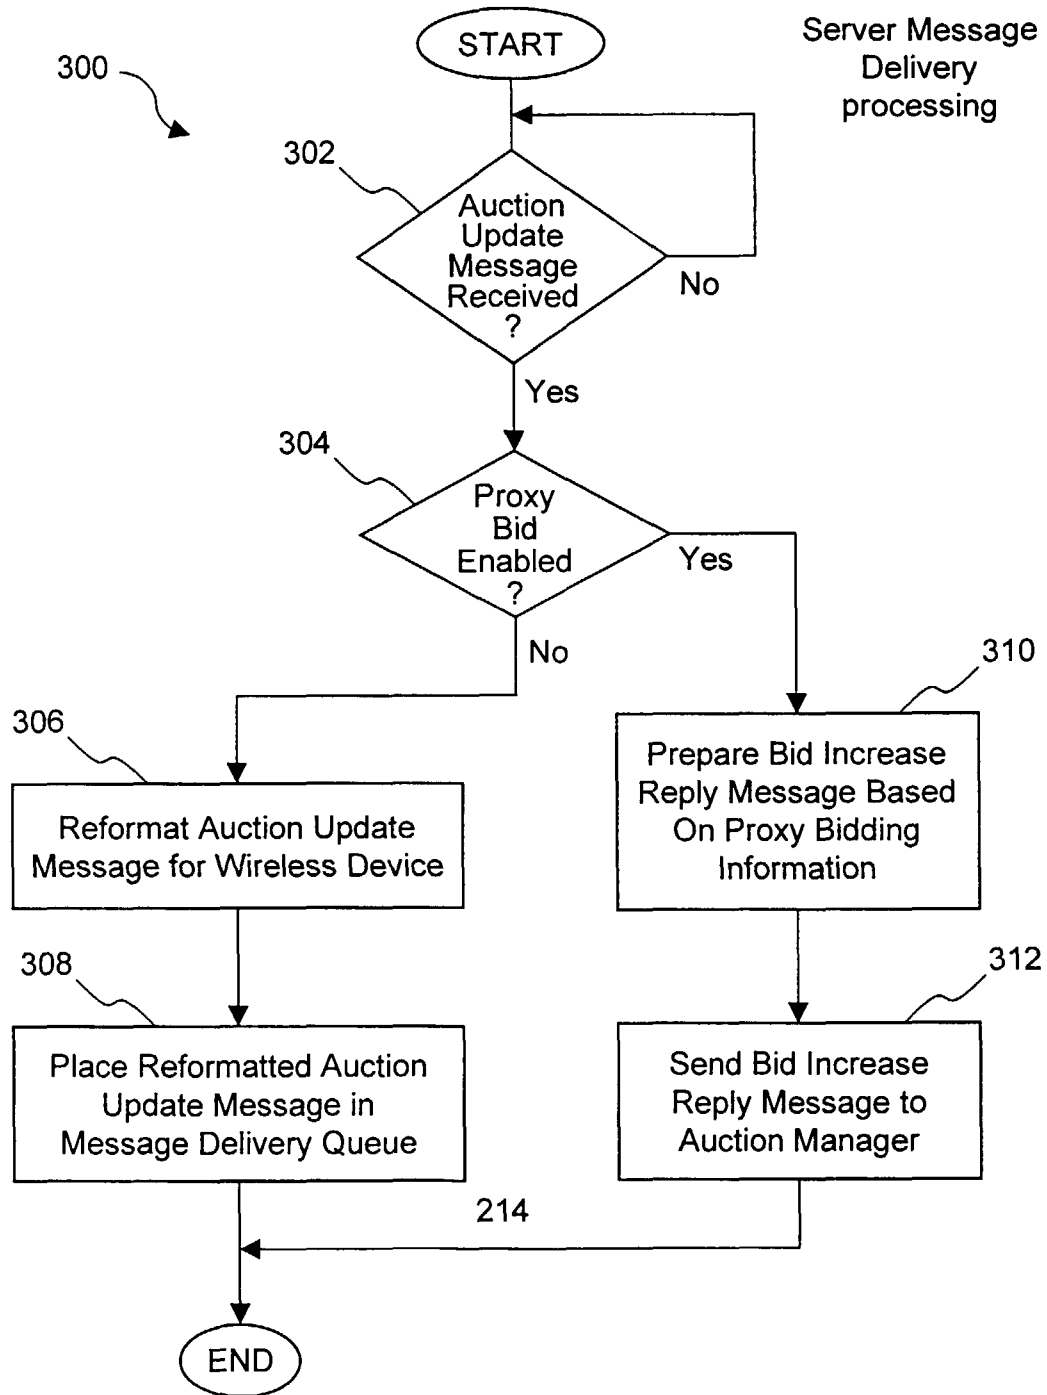 START
Server Message
Delivery
processing
300
302
Auction
Update
Message
Received
?
No
Yes
304
Proxy
Bid
Enabled
?
Yes
No
310
306
Prepare Bid Increase
Reply Message Based
On Proxy Bidding
Information
Reformat Auction Update
Message for Wireless Device
308
312
Place Reformatted Auction
Update Message in
Message Delivery Queue
Send Bid Increase
Reply Message to
Auction Manager
214
END